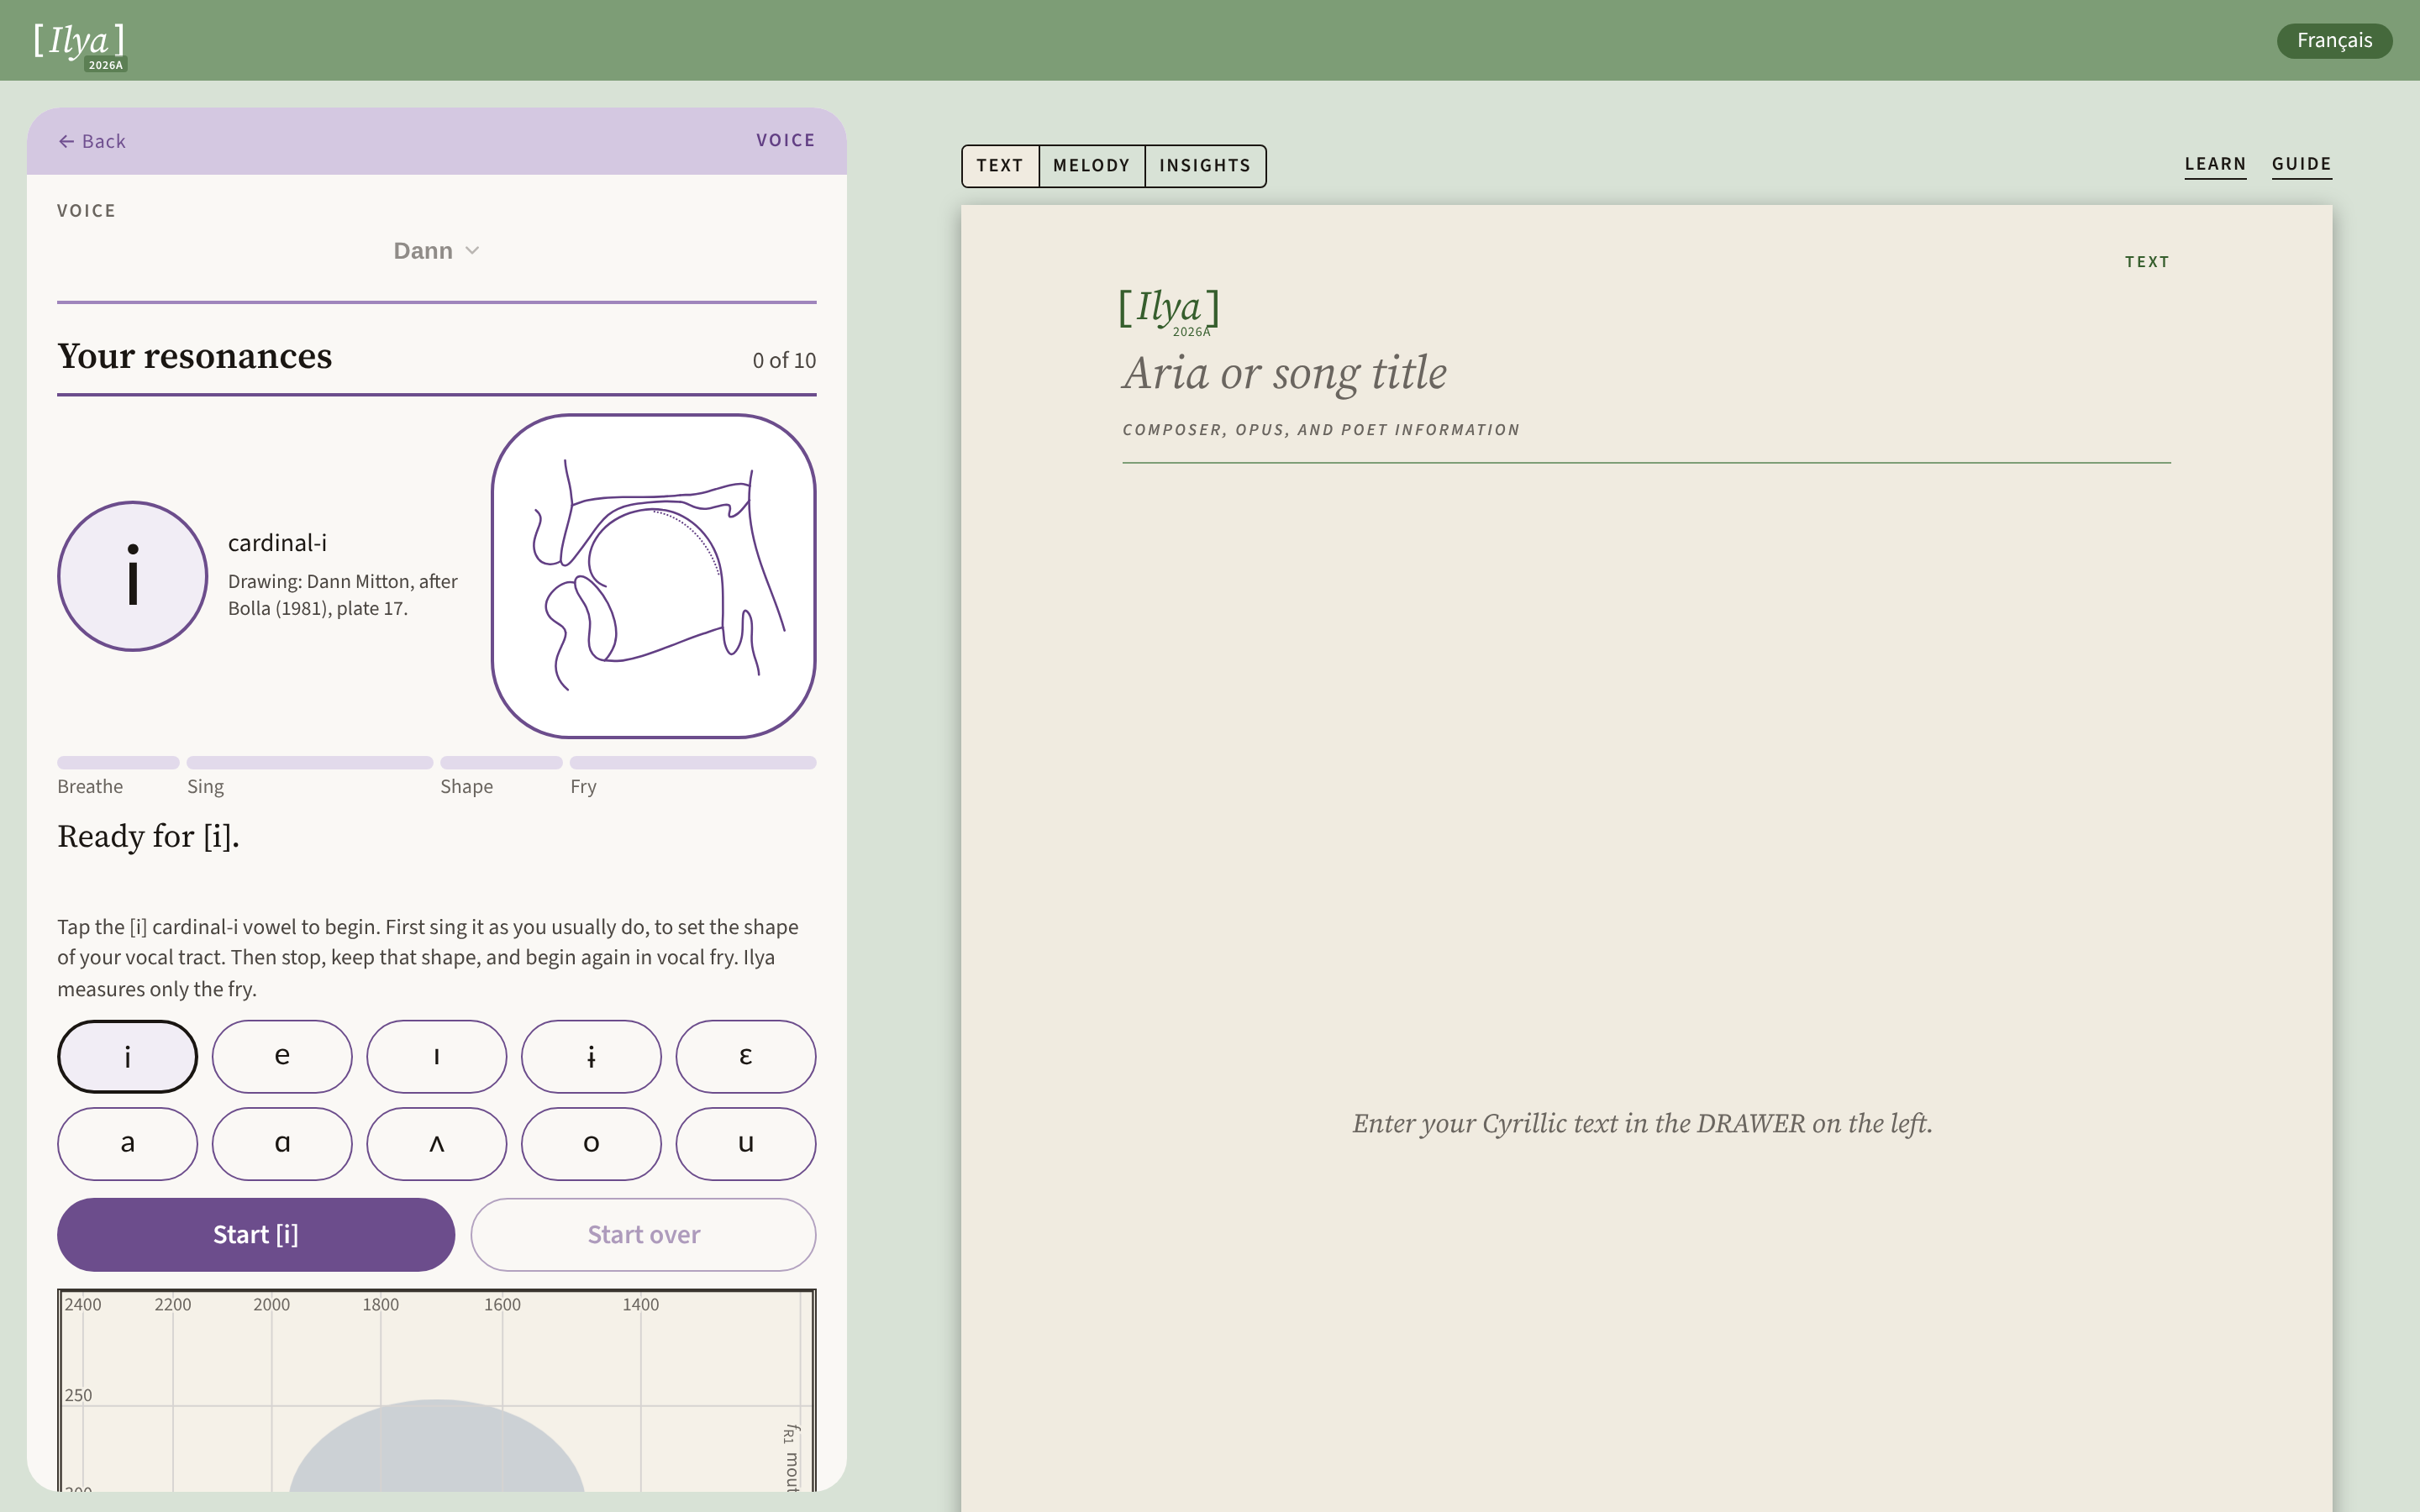 [Ilya]
2026A
Français
← Back
VOICE
VOICE
Dann
Your resonances
0 of 10
i
cardinal-i
Drawing: Dann Mitton, after
Bolla (1981), plate 17.
Breathe
Sing
Shape
Fry
Ready for [i].
Tap the [i] cardinal-i vowel to begin. First sing it as you usually do, to set the shape
of your vocal tract. Then stop, keep that shape, and begin again in vocal fry. Ilya
measures only the fry.
i e ı ɨ ɛ
a ɑ ʌ o u
Start [i]
Start over
2400 2200 2000 1800 1600 1400
250
fR1 mout
300
TEXT
MELODY
INSIGHTS
LEARN
GUIDE
TEXT
[Ilya]
2026A
Aria or song title
COMPOSER, OPUS, AND POET INFORMATION
Enter your Cyrillic text in the DRAWER on the left.